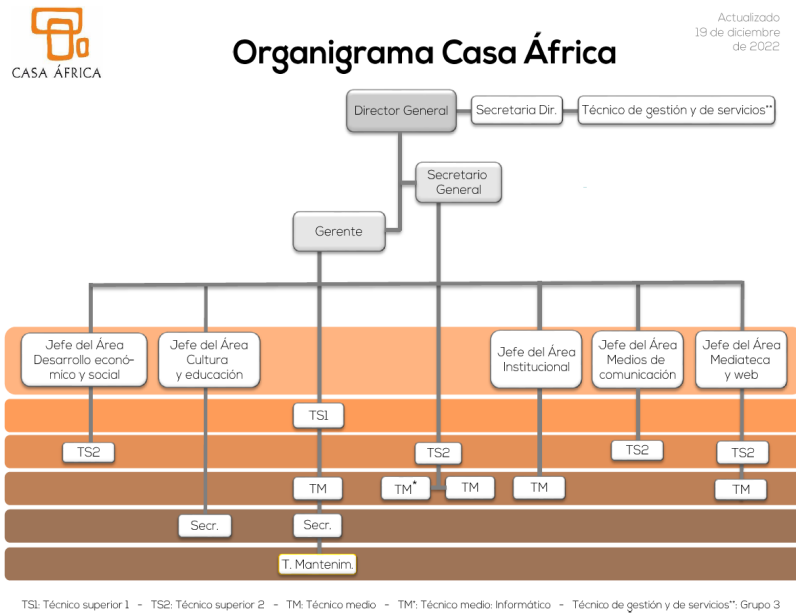 CASA ÁFRICA
Organigrama Casa África
Actualizado
19 de diciembre
de 2022
Director General
Secretaria Dir.
Técnico de gestión y de servicios**
Secretario
General
Gerente
Jefe del Área
Desarrollo econó-
mico y social
Jefe del Área
Cultura
y educación
Jefe del Área
Institucional
Jefe del Área
Medios de
comunicación
Jefe del Área
Mediateca
y web
TS1
TS2
TS2
TS2
TS2
TM
TM*
TM
TM
TM
Secr.
Secr.
T. Mantenim.
TS1: Técnico superior 1 - TS2: Técnico superior 2 - TM: Técnico medio - TM*: Técnico medio: Informático - Técnico de gestión y de servicios**: Grupo 3